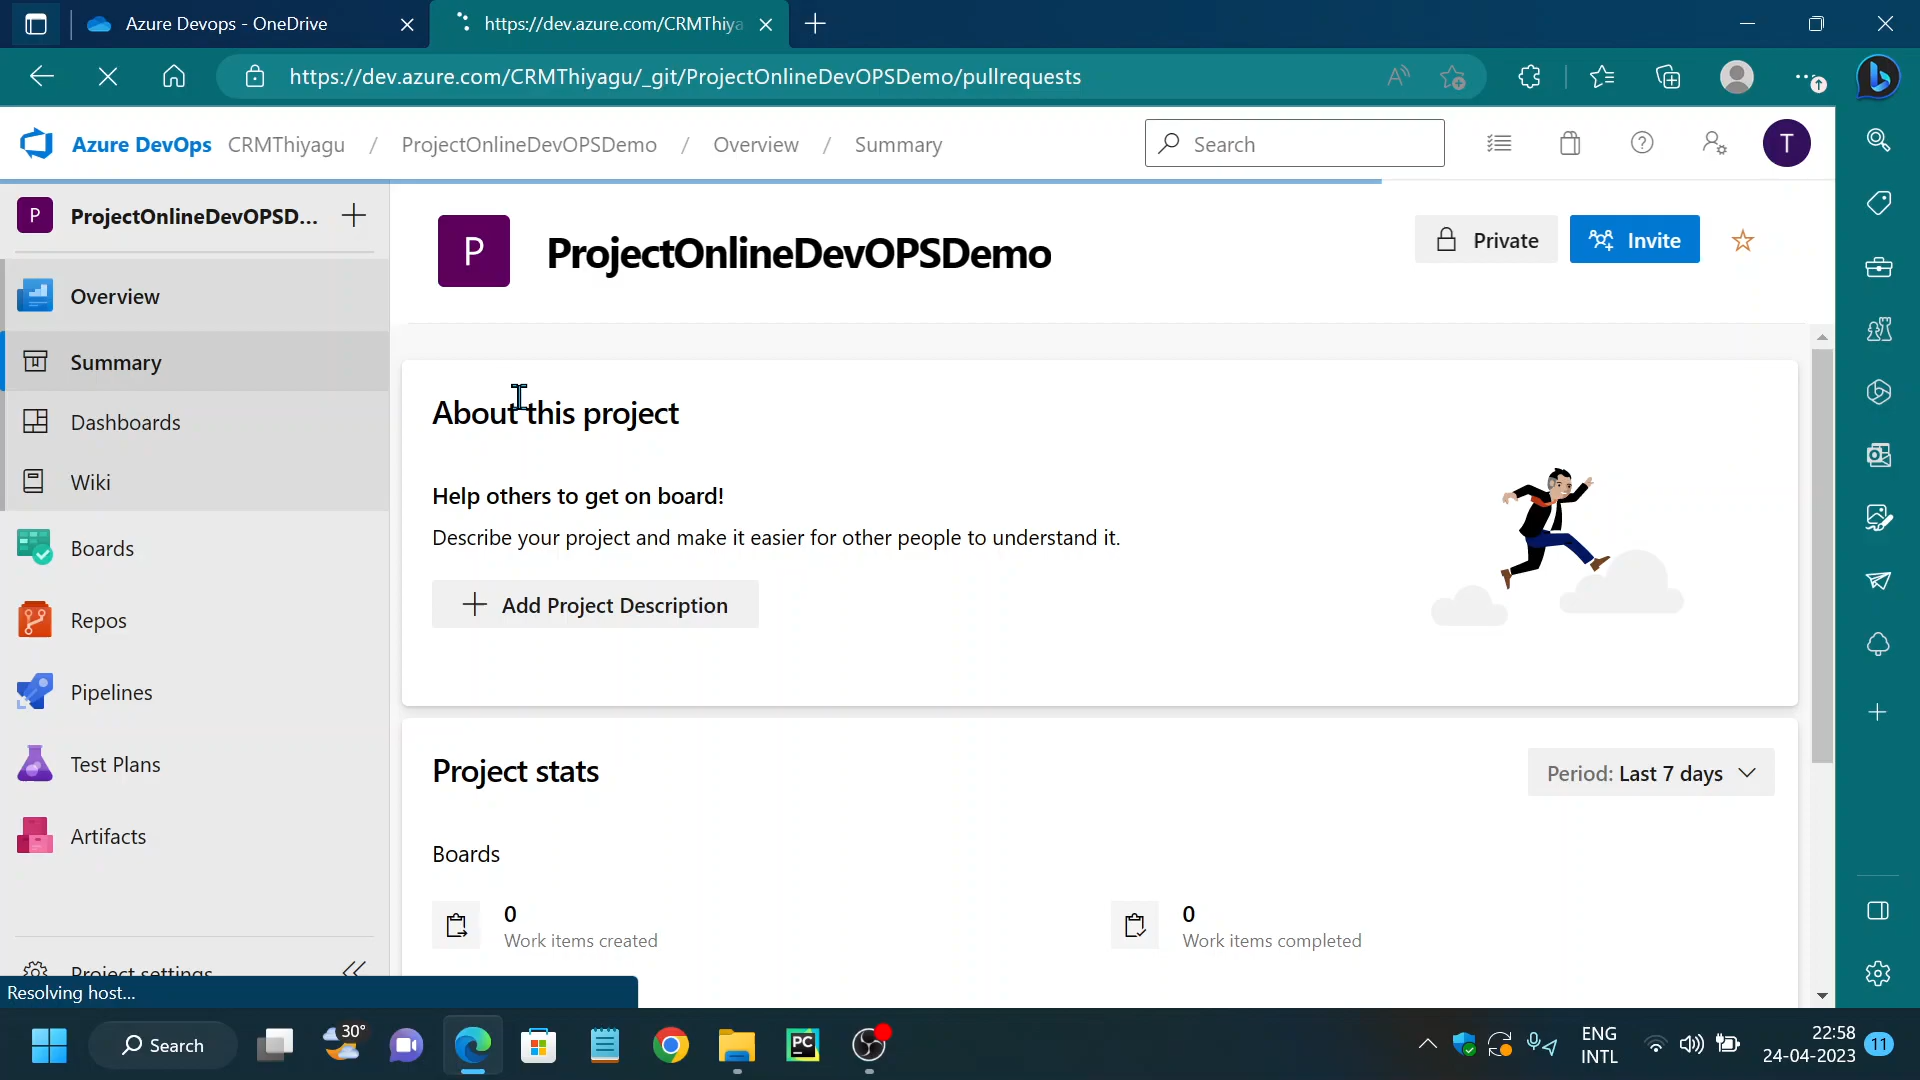 Azure Devops - OneDrive
https://dev.azure.com/CRMThiya
https://dev.azure.com/CRMThiyagu/_git/ProjectOnlineDevOPSDemo/pullrequests
Azure DevOps CRMThiyagu / ProjectOnlineDevOPSDemo / Overview / Summary
Search
T
P ProjectOnlineDevOPSD...
P ProjectOnlineDevOPSDemo
Private
Invite
Overview
Summary
Dashboards
Wiki
Boards
Repos
Pipelines
Test Plans
Artifacts
Project settings
About this project
Help others to get on board!
Describe your project and make it easier for other people to understand it.
Add Project Description
Project stats
Period: Last 7 days
Boards
0
Work items created
0
Work items completed
Resolving host...
Search
30°
PC
ENG
INTL
22:58
24-04-2023
11